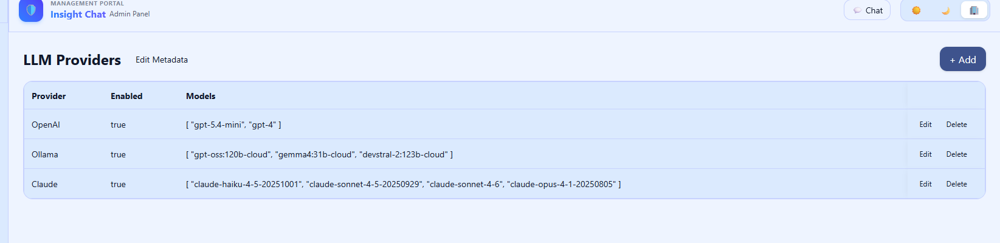 MANAGEMENT PORTAL
Insight Chat Admin Panel
Chat
LLM Providers Edit Metadata
+ Add
Provider Enabled Models
OpenAI true [ "gpt-5.4-mini", "gpt-4" ] Edit Delete
Ollama true [ "gpt-oss:120b-cloud", "gemma4:31b-cloud", "devstral-2:123b-cloud" ] Edit Delete
Claude true [ "claude-haiku-4-5-20251001", "claude-sonnet-4-5-20250929", "claude-sonnet-4-6", "claude-opus-4-1-20250805" ] Edit Delete